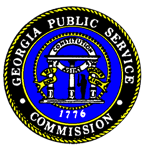 GEORGIA PUBLIC SERVICE
CONSTITUTION
1776
COMMISSION